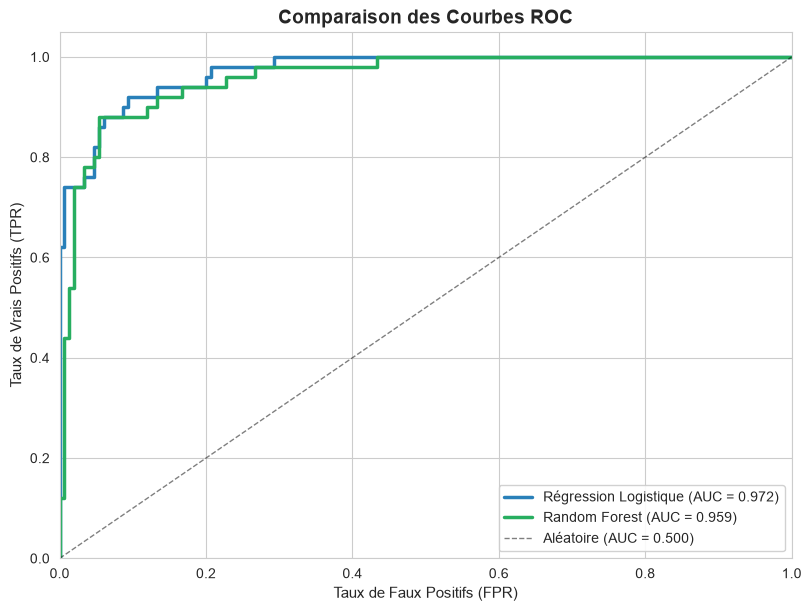 Comparaison des Courbes ROC
Taux de Vrais Positifs (TPR)
1.0
0.8
0.6
0.4
0.2
0.0
0.0 0.2 0.4 0.6 0.8 1.0
Taux de Faux Positifs (FPR)
Régression Logistique (AUC = 0.972)
Random Forest (AUC = 0.959)
Aléatoire (AUC = 0.500)